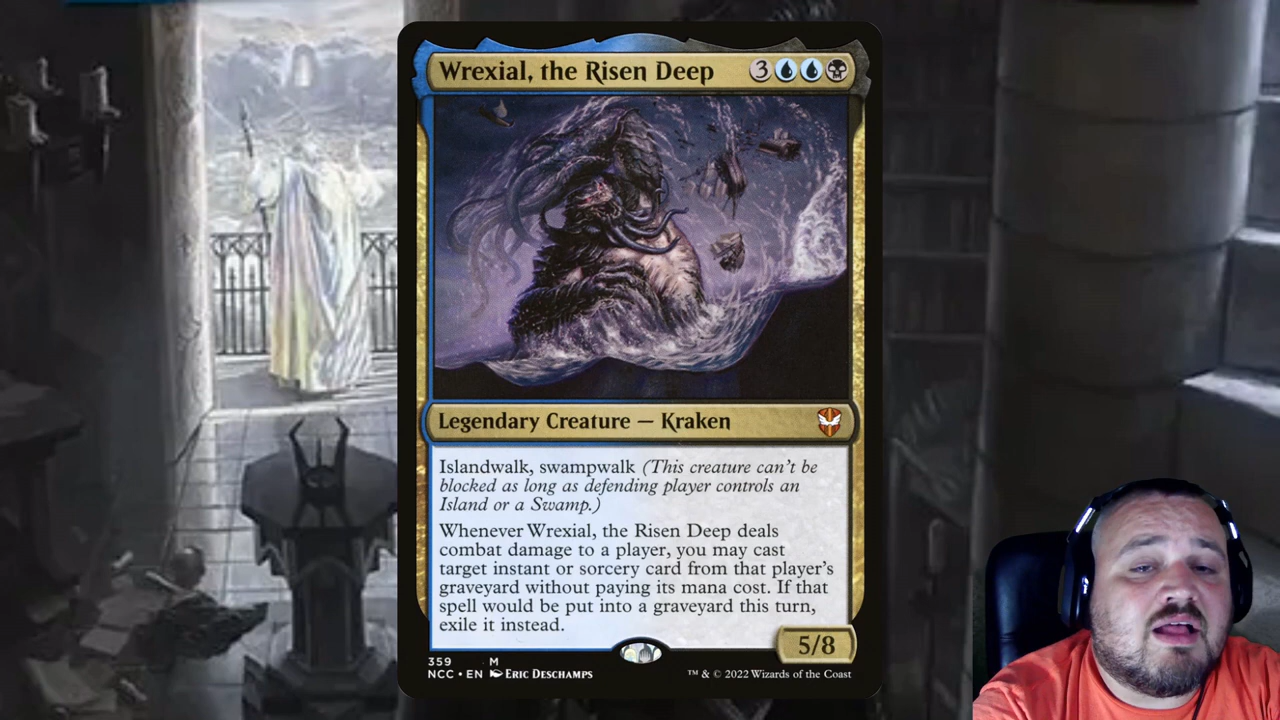 Wrexial, the Risen Deep 3
Legendary Creature — Kraken
Islandwalk, swampwalk (This creature can't be
blocked as long as defending player controls an
Island or a Swamp.)
Whenever Wrexial, the Risen Deep deals
combat damage to a player, you may cast
target instant or sorcery card from that player's
graveyard without paying its mana cost. If that
spell would be put into a graveyard this turn,
exile it instead.
5/8
359 M
NCC • EN Eric Deschamps ™ & © 2022 Wizards of the Coast